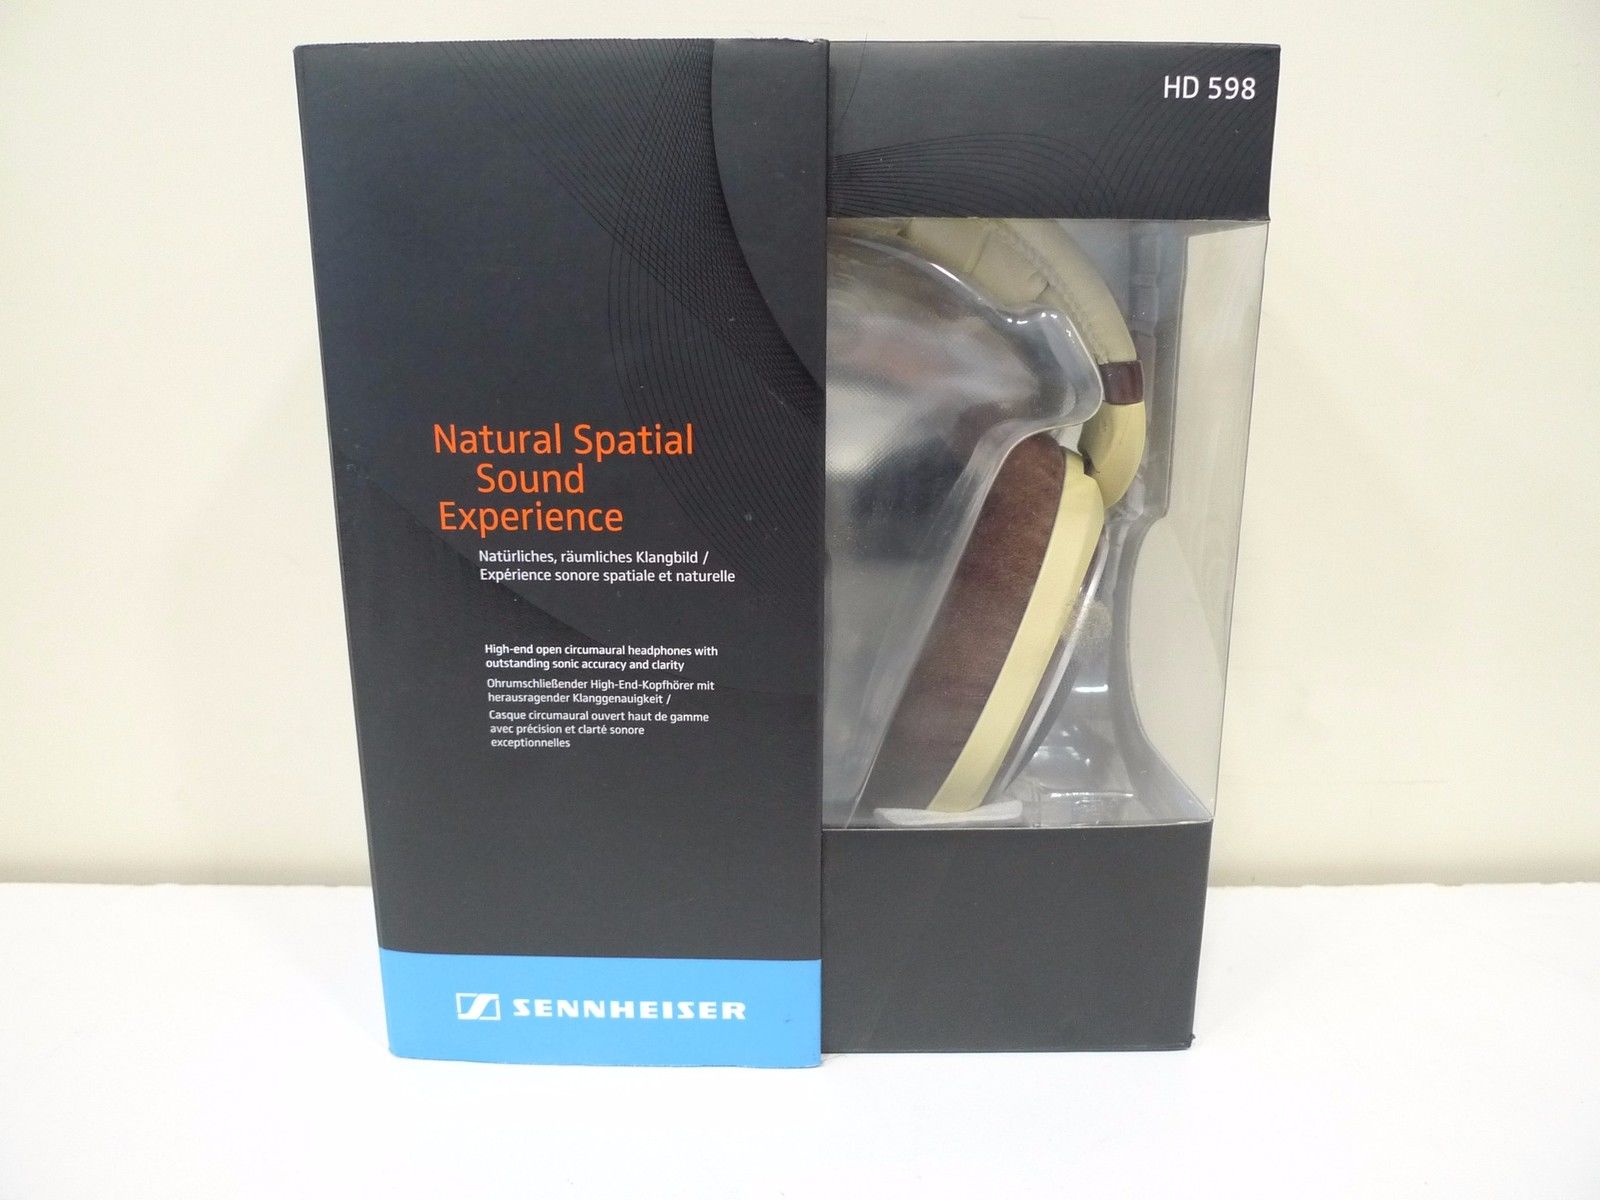 HD 598
Natural Spatial
Sound
Experience
Natürliches, räumliches Klangbild /
Expérience sonore spatiale et naturelle
High-end open circumaural headphones with
outstanding sonic accuracy and clarity
Ohrumschließender High-End-Kopfhörer mit
herausragender Klanggenauigkeit /
Casque circumaural ouvert haut de gamme
avec précision et clarté sonore
exceptionnelles
SENNHEISER